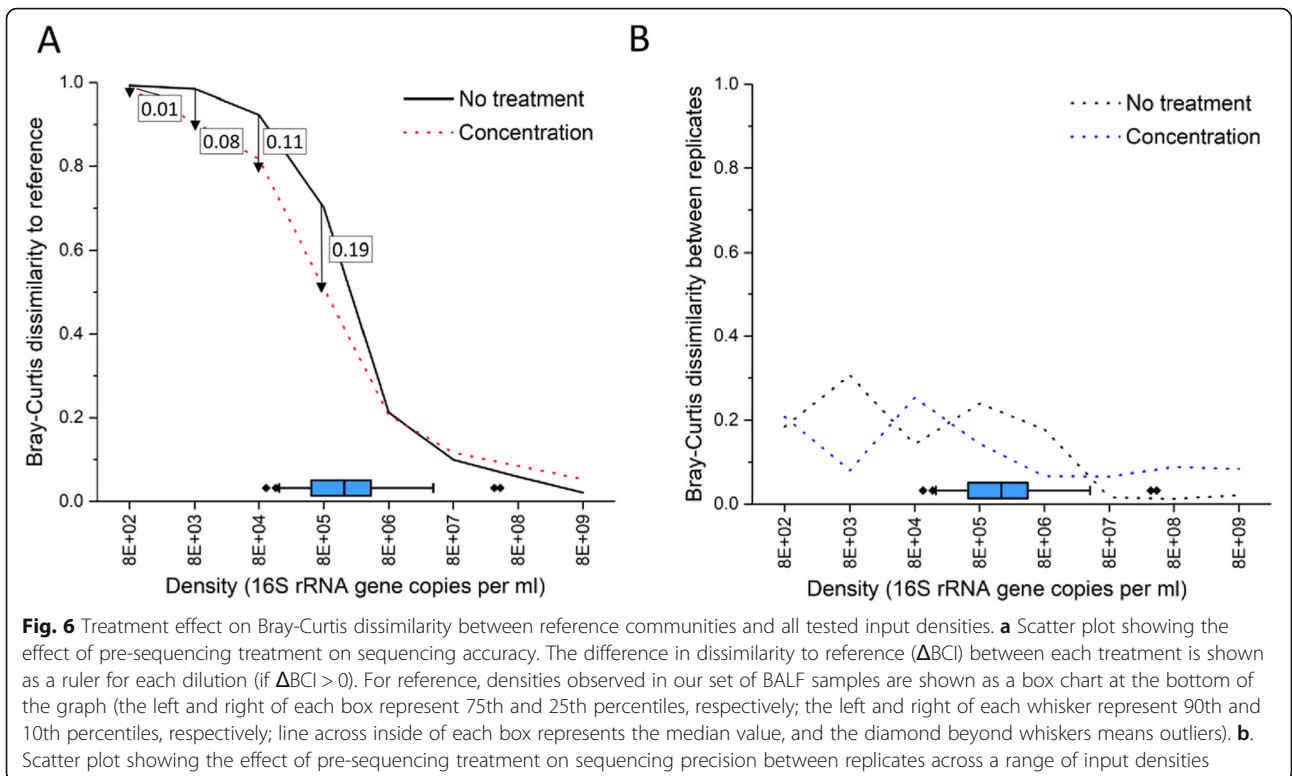 A
1.0
0.8
0.6
0.4
0.2
0.0
Bray-Curtis dissimilarity to reference
No treatment
Concentration
0.01
0.08
0.11
0.19
8E+02
8E+03
8E+04
8E+05
8E+06
8E+07
8E+08
8E+09
Density (16S rRNA gene copies per ml)
B
1.0
0.8
0.6
0.4
0.2
0.0
Bray-Curtis dissimilarity between replicates
No treatment
Concentration
8E+02
8E+03
8E+04
8E+05
8E+06
8E+07
8E+08
8E+09
Density (16S rRNA gene copies per ml)
Fig. 6 Treatment effect on Bray-Curtis dissimilarity between reference communities and all tested input densities. a Scatter plot showing the
effect of pre-sequencing treatment on sequencing accuracy. The difference in dissimilarity to reference (ΔBCI) between each treatment is shown
as a ruler for each dilution (if ΔBCI > 0). For reference, densities observed in our set of BALF samples are shown as a box chart at the bottom of
the graph (the left and right of each box represent 75th and 25th percentiles, respectively; the left and right of each whisker represent 90th and
10th percentiles, respectively; line across inside of each box represents the median value, and the diamond beyond whiskers means outliers). b.
Scatter plot showing the effect of pre-sequencing treatment on sequencing precision between replicates across a range of input densities